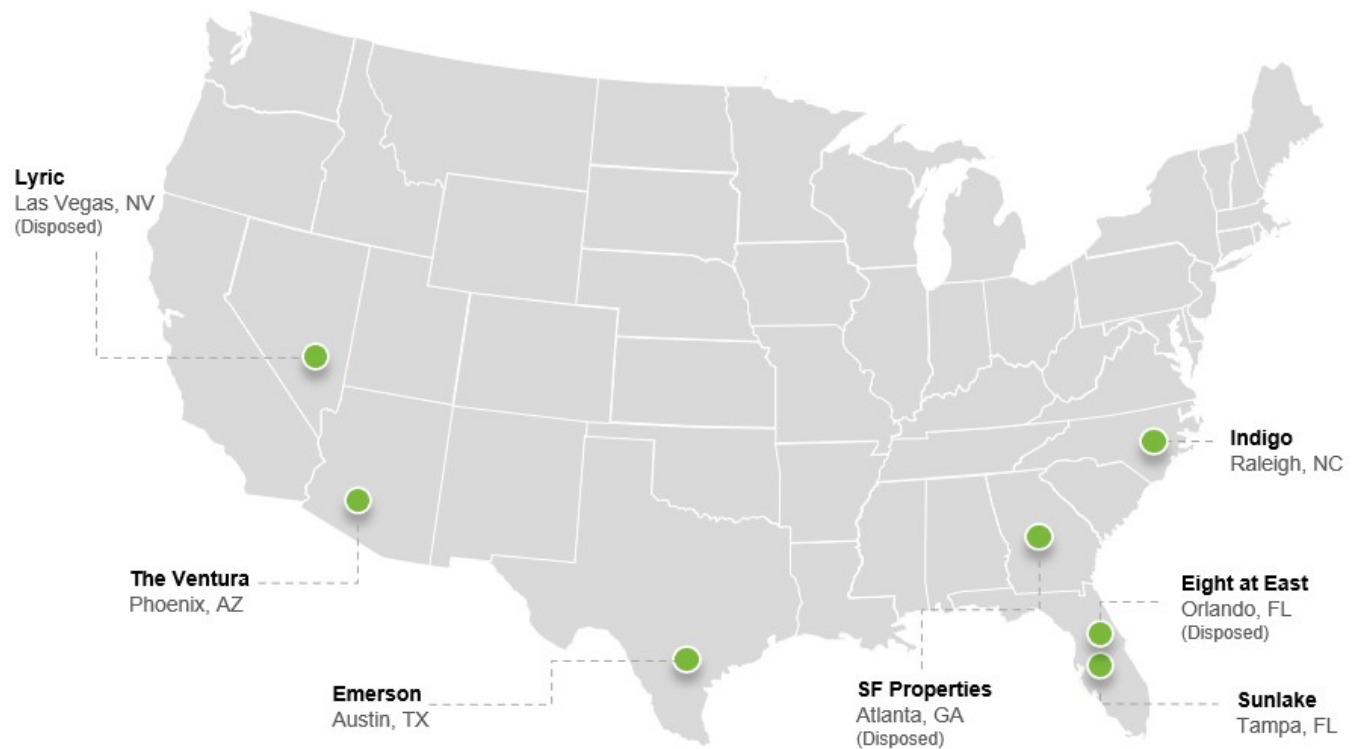 Lyric
Las Vegas, NV
(Disposed)
Indigo
Raleigh, NC
The Ventura
Phoenix, AZ
Eight at East
Orlando, FL
(Disposed)
Emerson
Austin, TX
SF Properties
Atlanta, GA
(Disposed)
Sunlake
Tampa, FL